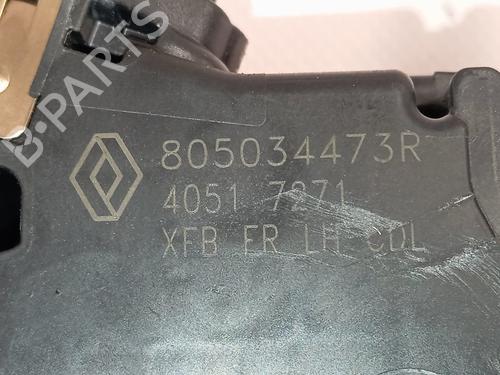 B-PARTS
805034473R
4051 7271
XFB FR LH CDL